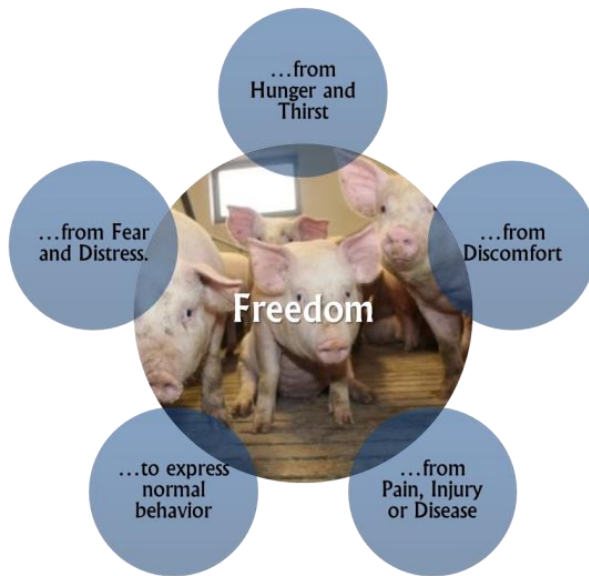 …from
Hunger and
Thirst
…from Fear
and Distress.
…from
Discomfort
Freedom
…to express
normal
behavior
…from
Pain, Injury
or Disease